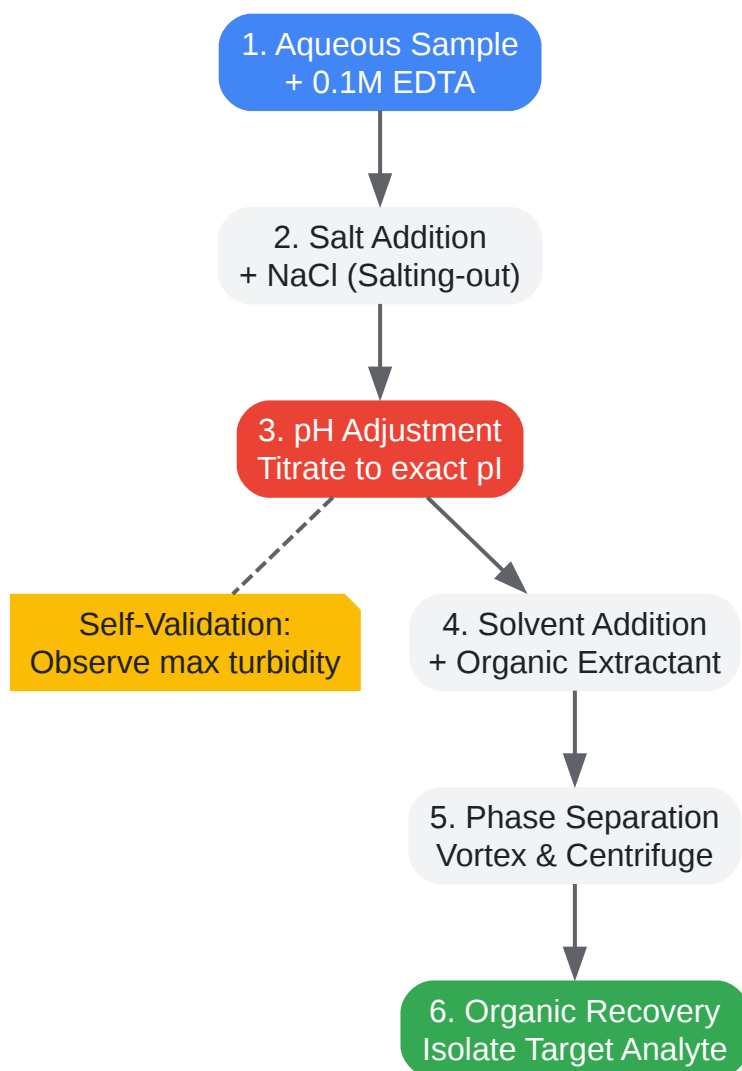 1. Aqueous Sample
+ 0.1M EDTA
2. Salt Addition
+ NaCl (Salting-out)
3. pH Adjustment
Titrate to exact pI
Self-Validation:
Observe max turbidity
4. Solvent Addition
+ Organic Extractant
5. Phase Separation
Vortex & Centrifuge
6. Organic Recovery
Isolate Target Analyte